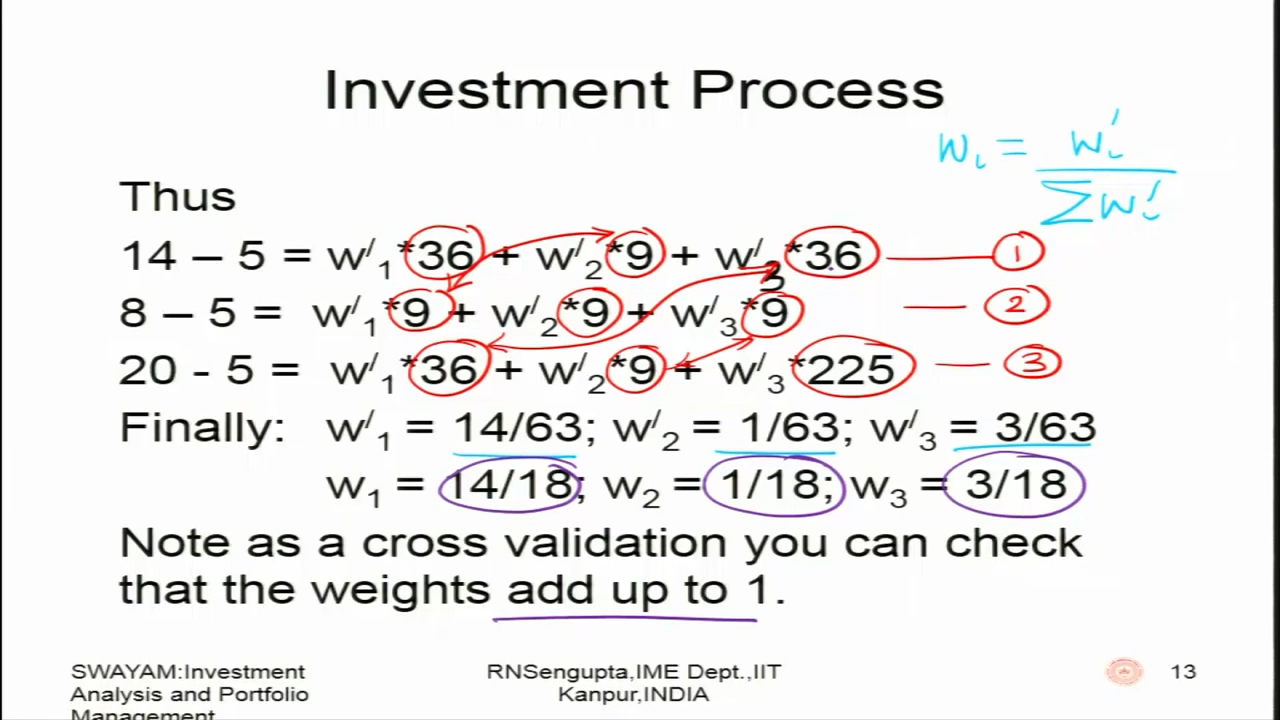 Investment Process
wᵢ = w'ᵢ / Σw'ᵢ
Thus
14 – 5 = w/1*36 + w/2*9 + w/3*36 —— 1
8 – 5 = w/1*9 + w/2*9 + w/3*9 —— 2
20 - 5 = w/1*36 + w/2*9 + w/3*225 —— 3
Finally: w/1 = 14/63; w/2 = 1/63; w/3 = 3/63
w1 = 14/18; w2 = 1/18; w3 = 3/18
Note as a cross validation you can check
that the weights add up to 1.
SWAYAM:Investment
Analysis and Portfolio
Management
RNSengupta,IME Dept.,IIT
Kanpur,INDIA
13